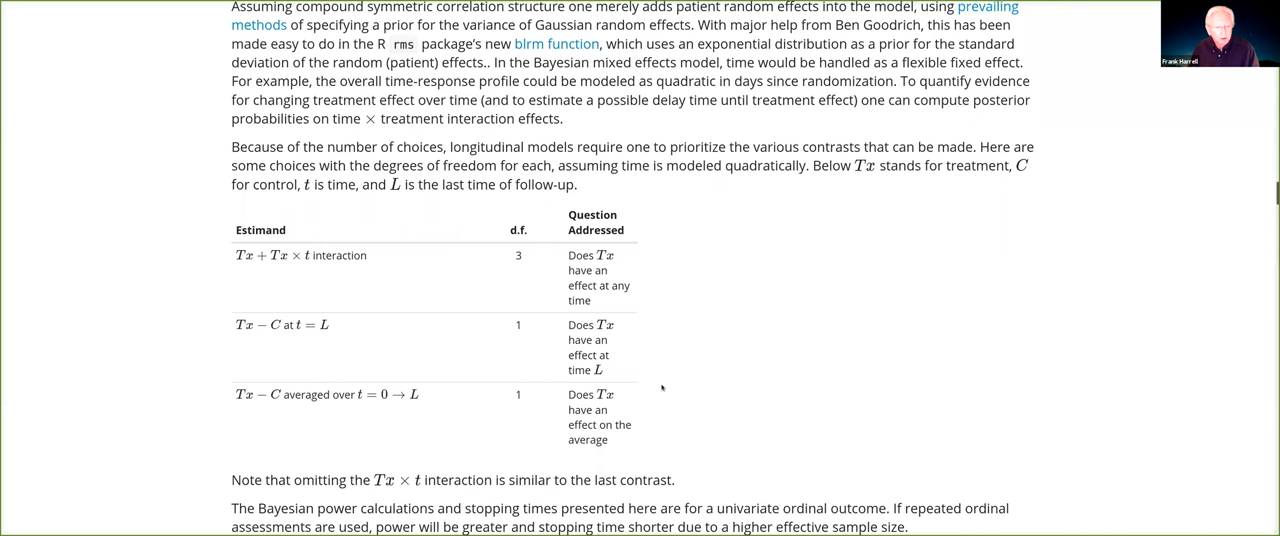 Assuming compound symmetric correlation structure one merely adds patient random effects into the model, using prevailing
methods of specifying a prior for the variance of Gaussian random effects. With major help from Ben Goodrich, this has been
made easy to do in the R rms package's new blrm function, which uses an exponential distribution as a prior for the standard
deviation of the random (patient) effects.. In the Bayesian mixed effects model, time would be handled as a flexible fixed effect.
For example, the overall time-response profile could be modeled as quadratic in days since randomization. To quantify evidence
for changing treatment effect over time (and to estimate a possible delay time until treatment effect) one can compute posterior
probabilities on time × treatment interaction effects.
Because of the number of choices, longitudinal models require one to prioritize the various contrasts that can be made. Here are
some choices with the degrees of freedom for each, assuming time is modeled quadratically. Below Tx stands for treatment, C
for control, t is time, and L is the last time of follow-up.
Question
Estimand d.f. Addressed
Tx + Tx × t interaction 3 Does Tx
have an
effect at any
time
Tx − C at t = L 1 Does Tx
have an
effect at
time L
Tx − C averaged over t = 0 → L 1 Does Tx
have an
effect on the
average
Note that omitting the Tx × t interaction is similar to the last contrast.
The Bayesian power calculations and stopping times presented here are for a univariate ordinal outcome. If repeated ordinal
assessments are used, power will be greater and stopping time shorter due to a higher effective sample size.
Frank Harrell